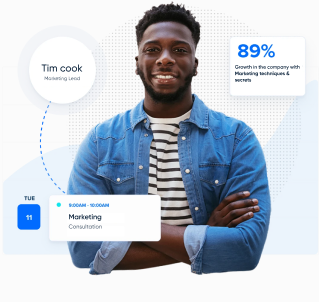 Tim cook
Marketing Lead
89%
Growth in the company with
Marketing techniques &
secrets
TUE
11
9:00AM - 10:00AM
Marketing
Consultation